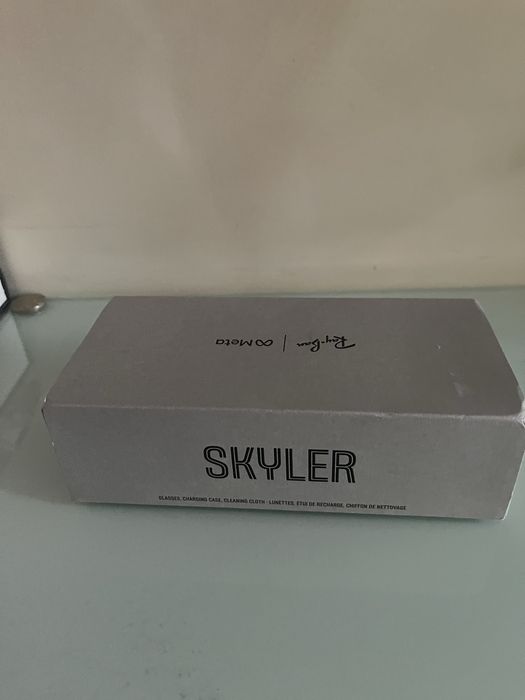 Ray-Ban | ∞ Meta
SKYLER
GLASSES, CHARGING CASE, CLEANING CLOTH - LUNETTES, ÉTUI DE RECHARGE, CHIFFON DE NETTOYAGE